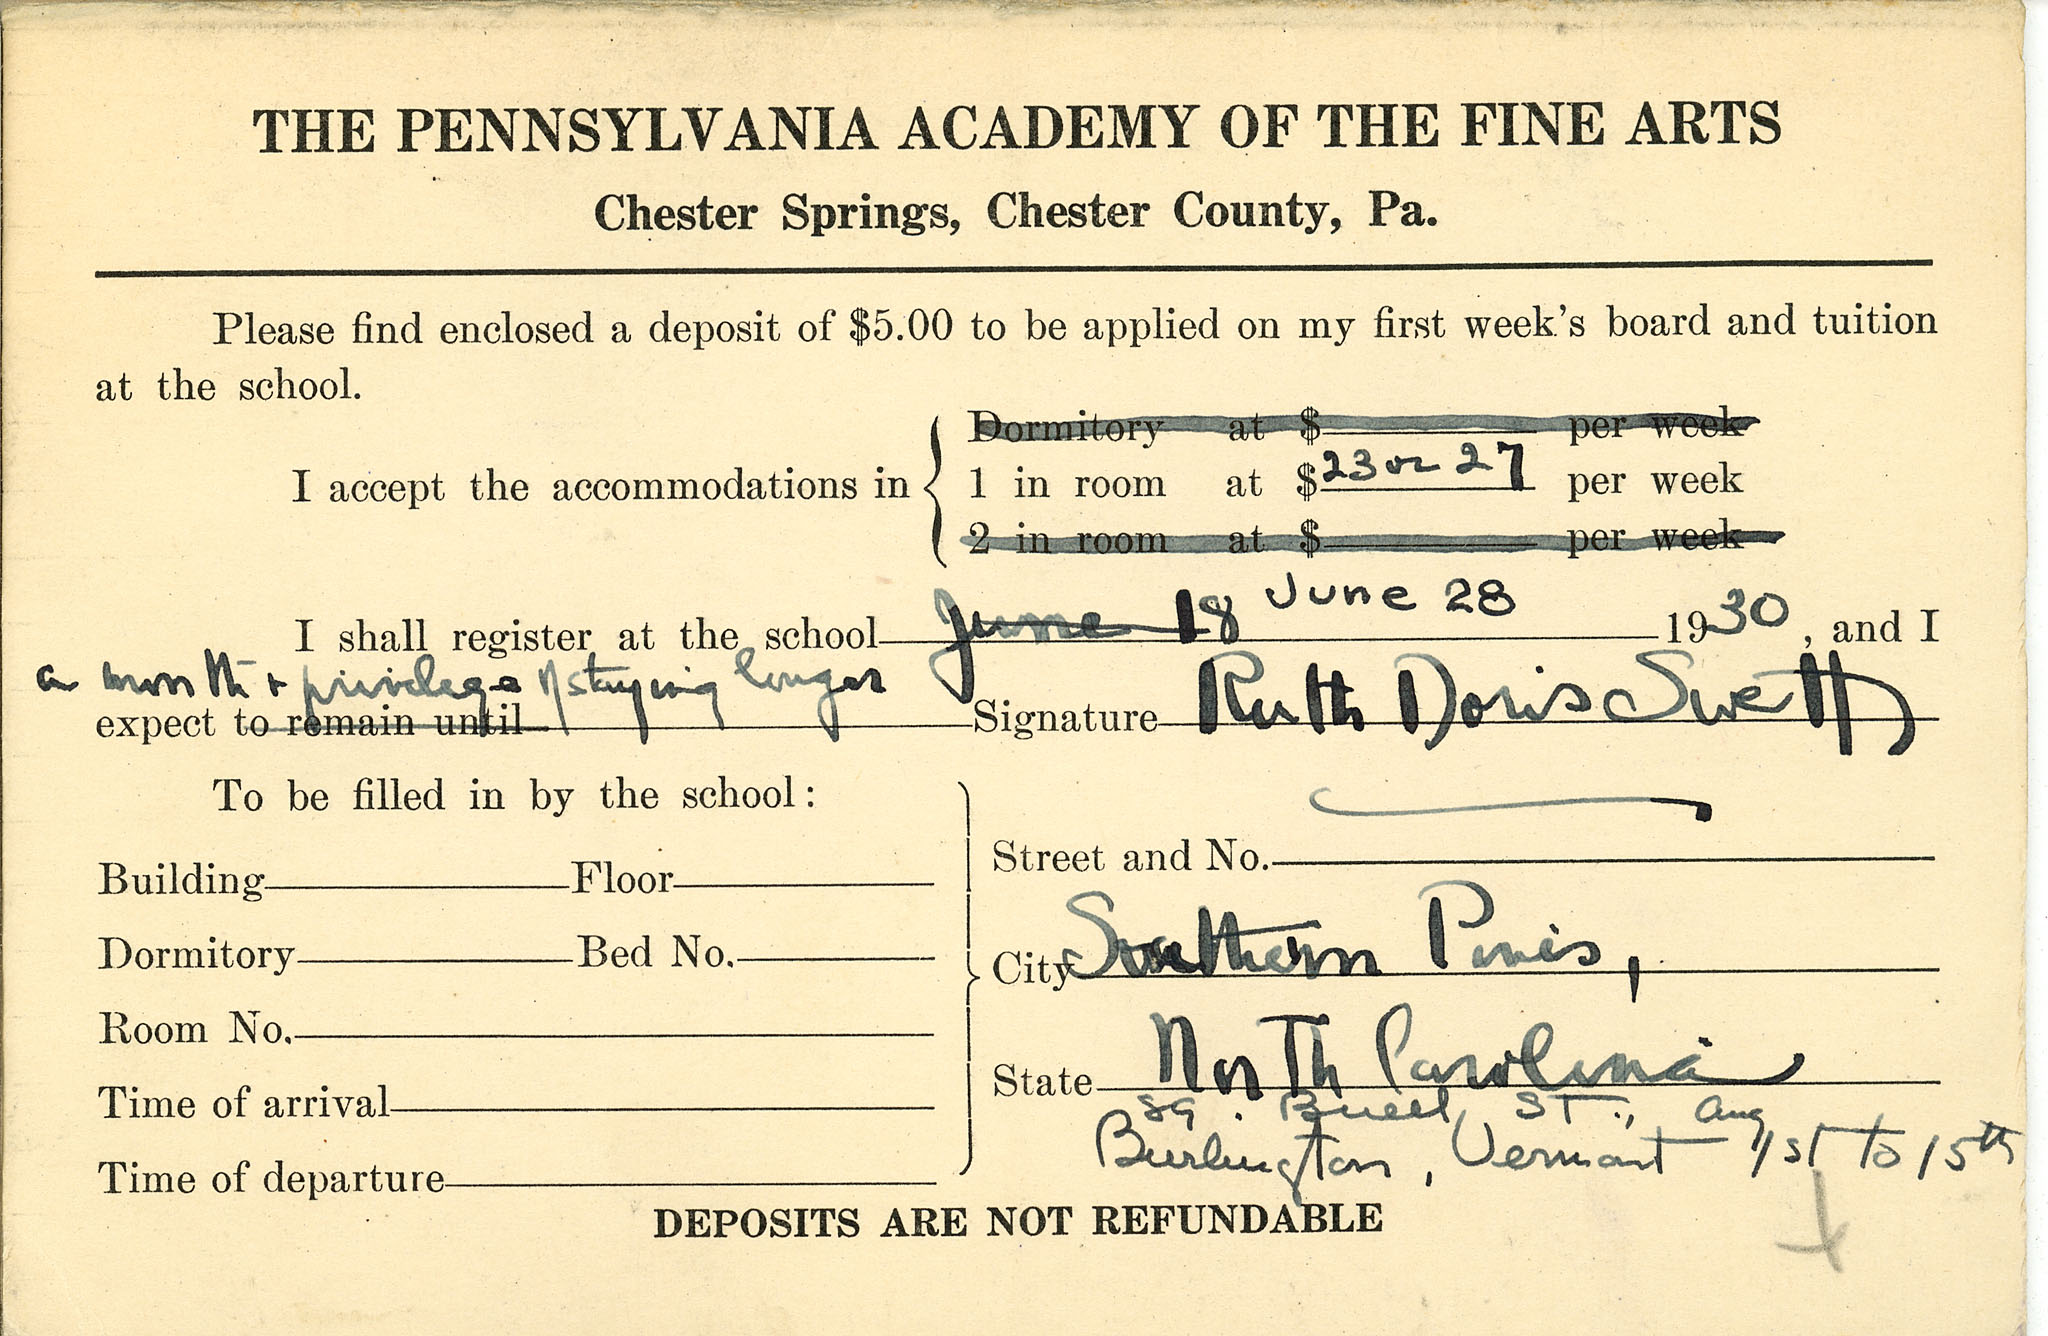 THE PENNSYLVANIA ACADEMY OF THE FINE ARTS
Chester Springs, Chester County, Pa.
Please find enclosed a deposit of $5.00 to be applied on my first week's board and tuition
at the school.
Dormitory at $ per week
I accept the accommodations in 1 in room at $23 or 27 per week
2 in room at $ per week
I shall register at the school June 18 June 28 1930, and I
a month + privilege of staying longer
expect to remain until Signature Ruth Doris Swett
To be filled in by the school:
Street and No.
Building Floor
City Southern Pines,
Dormitory Bed No.
Room No.
State North Carolina
Time of arrival
89. Buell ST., Aug
Burlington, Vermont 1st to 15th
Time of departure
DEPOSITS ARE NOT REFUNDABLE